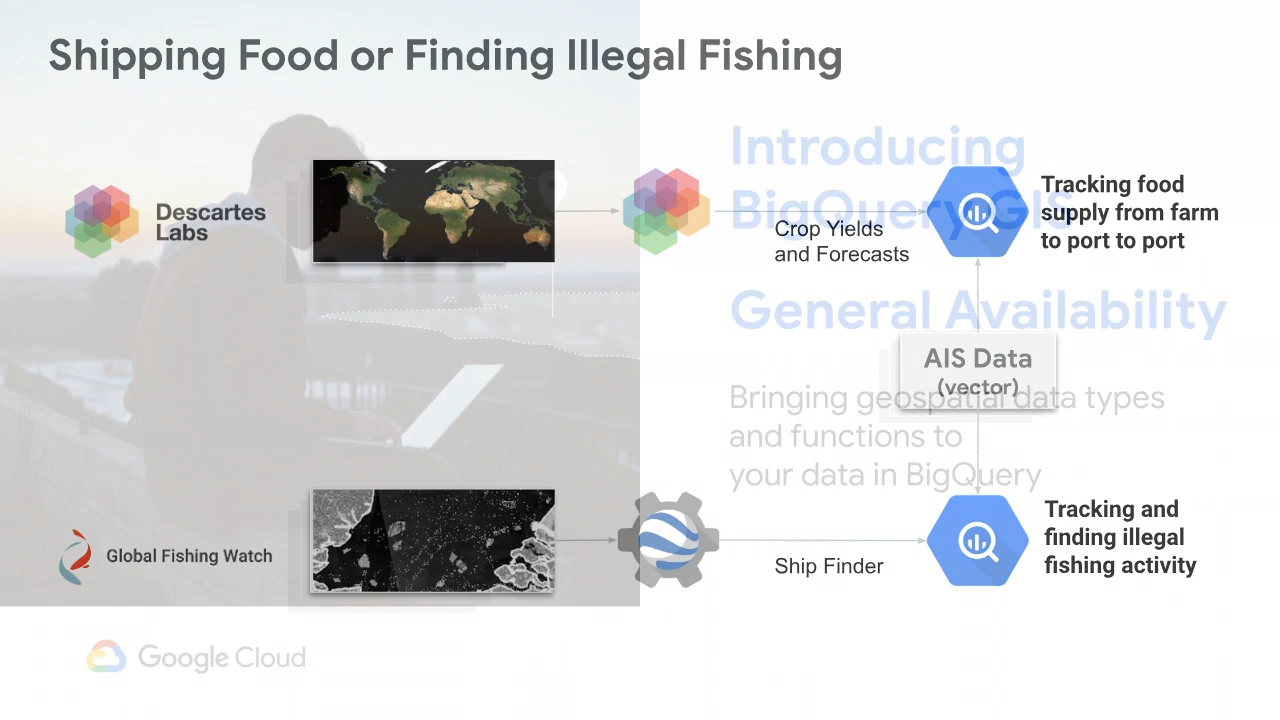 Shipping Food or Finding Illegal Fishing
Introducing
BigQuery GIS
General Availability
Bringing geospatial data types
and functions to
your data in BigQuery
Descartes
Labs
Crop Yields
and Forecasts
Tracking food
supply from farm
to port to port
AIS Data
(vector)
Global Fishing Watch
Ship Finder
Tracking and
finding illegal
fishing activity
Google Cloud